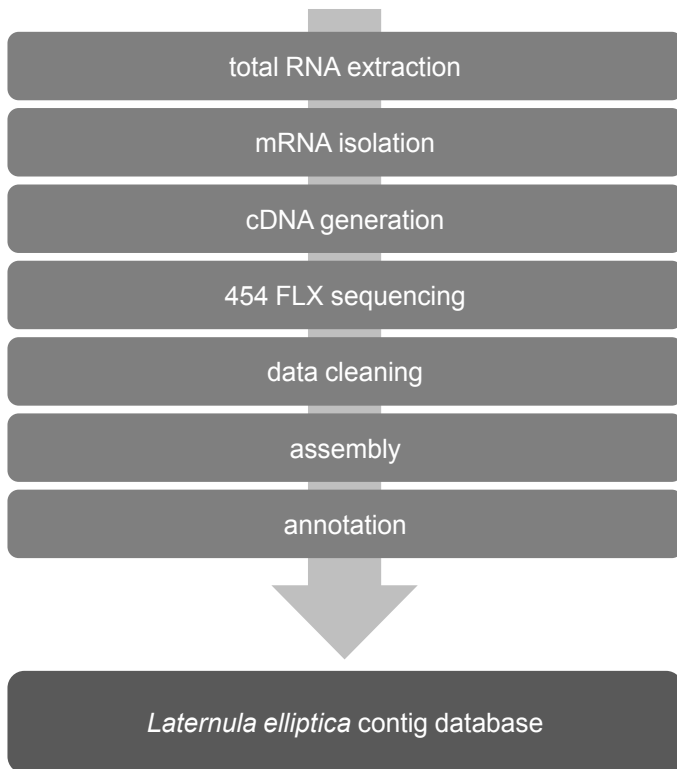 total RNA extraction
mRNA isolation
cDNA generation
454 FLX sequencing
data cleaning
assembly
annotation
Laternula elliptica contig database